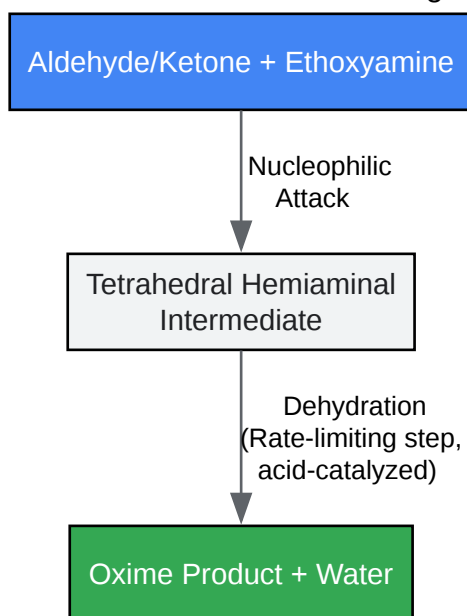 Aldehyde/Ketone + Ethoxyamine
Nucleophilic
Attack
Tetrahedral Hemiaminal
Intermediate
Dehydration
(Rate-limiting step,
acid-catalyzed)
Oxime Product + Water